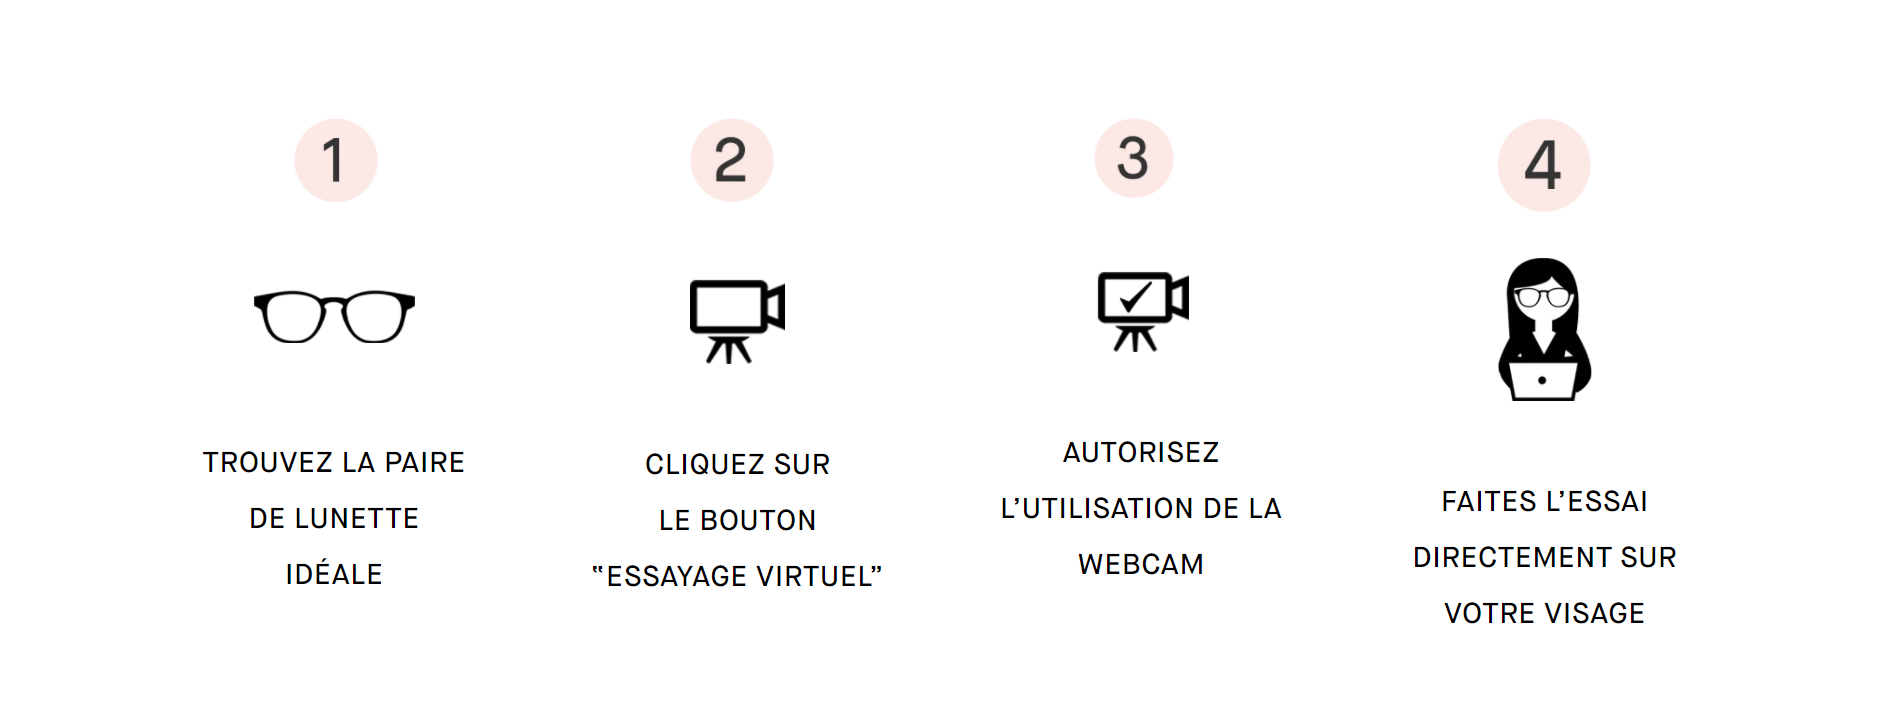 1
TROUVEZ LA PAIRE
DE LUNETTE
IDÉALE
2
CLIQUEZ SUR
LE BOUTON
“ESSAYAGE VIRTUEL”
3
AUTORISEZ
L’UTILISATION DE LA
WEBCAM
4
FAITES L’ESSAI
DIRECTEMENT SUR
VOTRE VISAGE